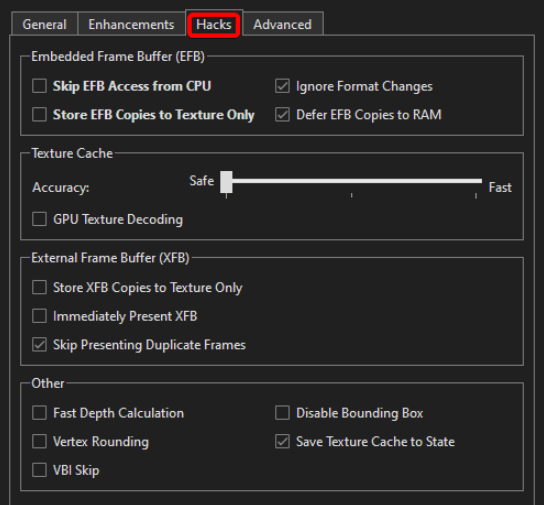 General Enhancements Hacks Advanced
Embedded Frame Buffer (EFB)
Skip EFB Access from CPU Ignore Format Changes
Store EFB Copies to Texture Only Defer EFB Copies to RAM
Texture Cache
Accuracy: Safe Fast
GPU Texture Decoding
External Frame Buffer (XFB)
Store XFB Copies to Texture Only
Immediately Present XFB
Skip Presenting Duplicate Frames
Other
Fast Depth Calculation Disable Bounding Box
Vertex Rounding Save Texture Cache to State
VBI Skip